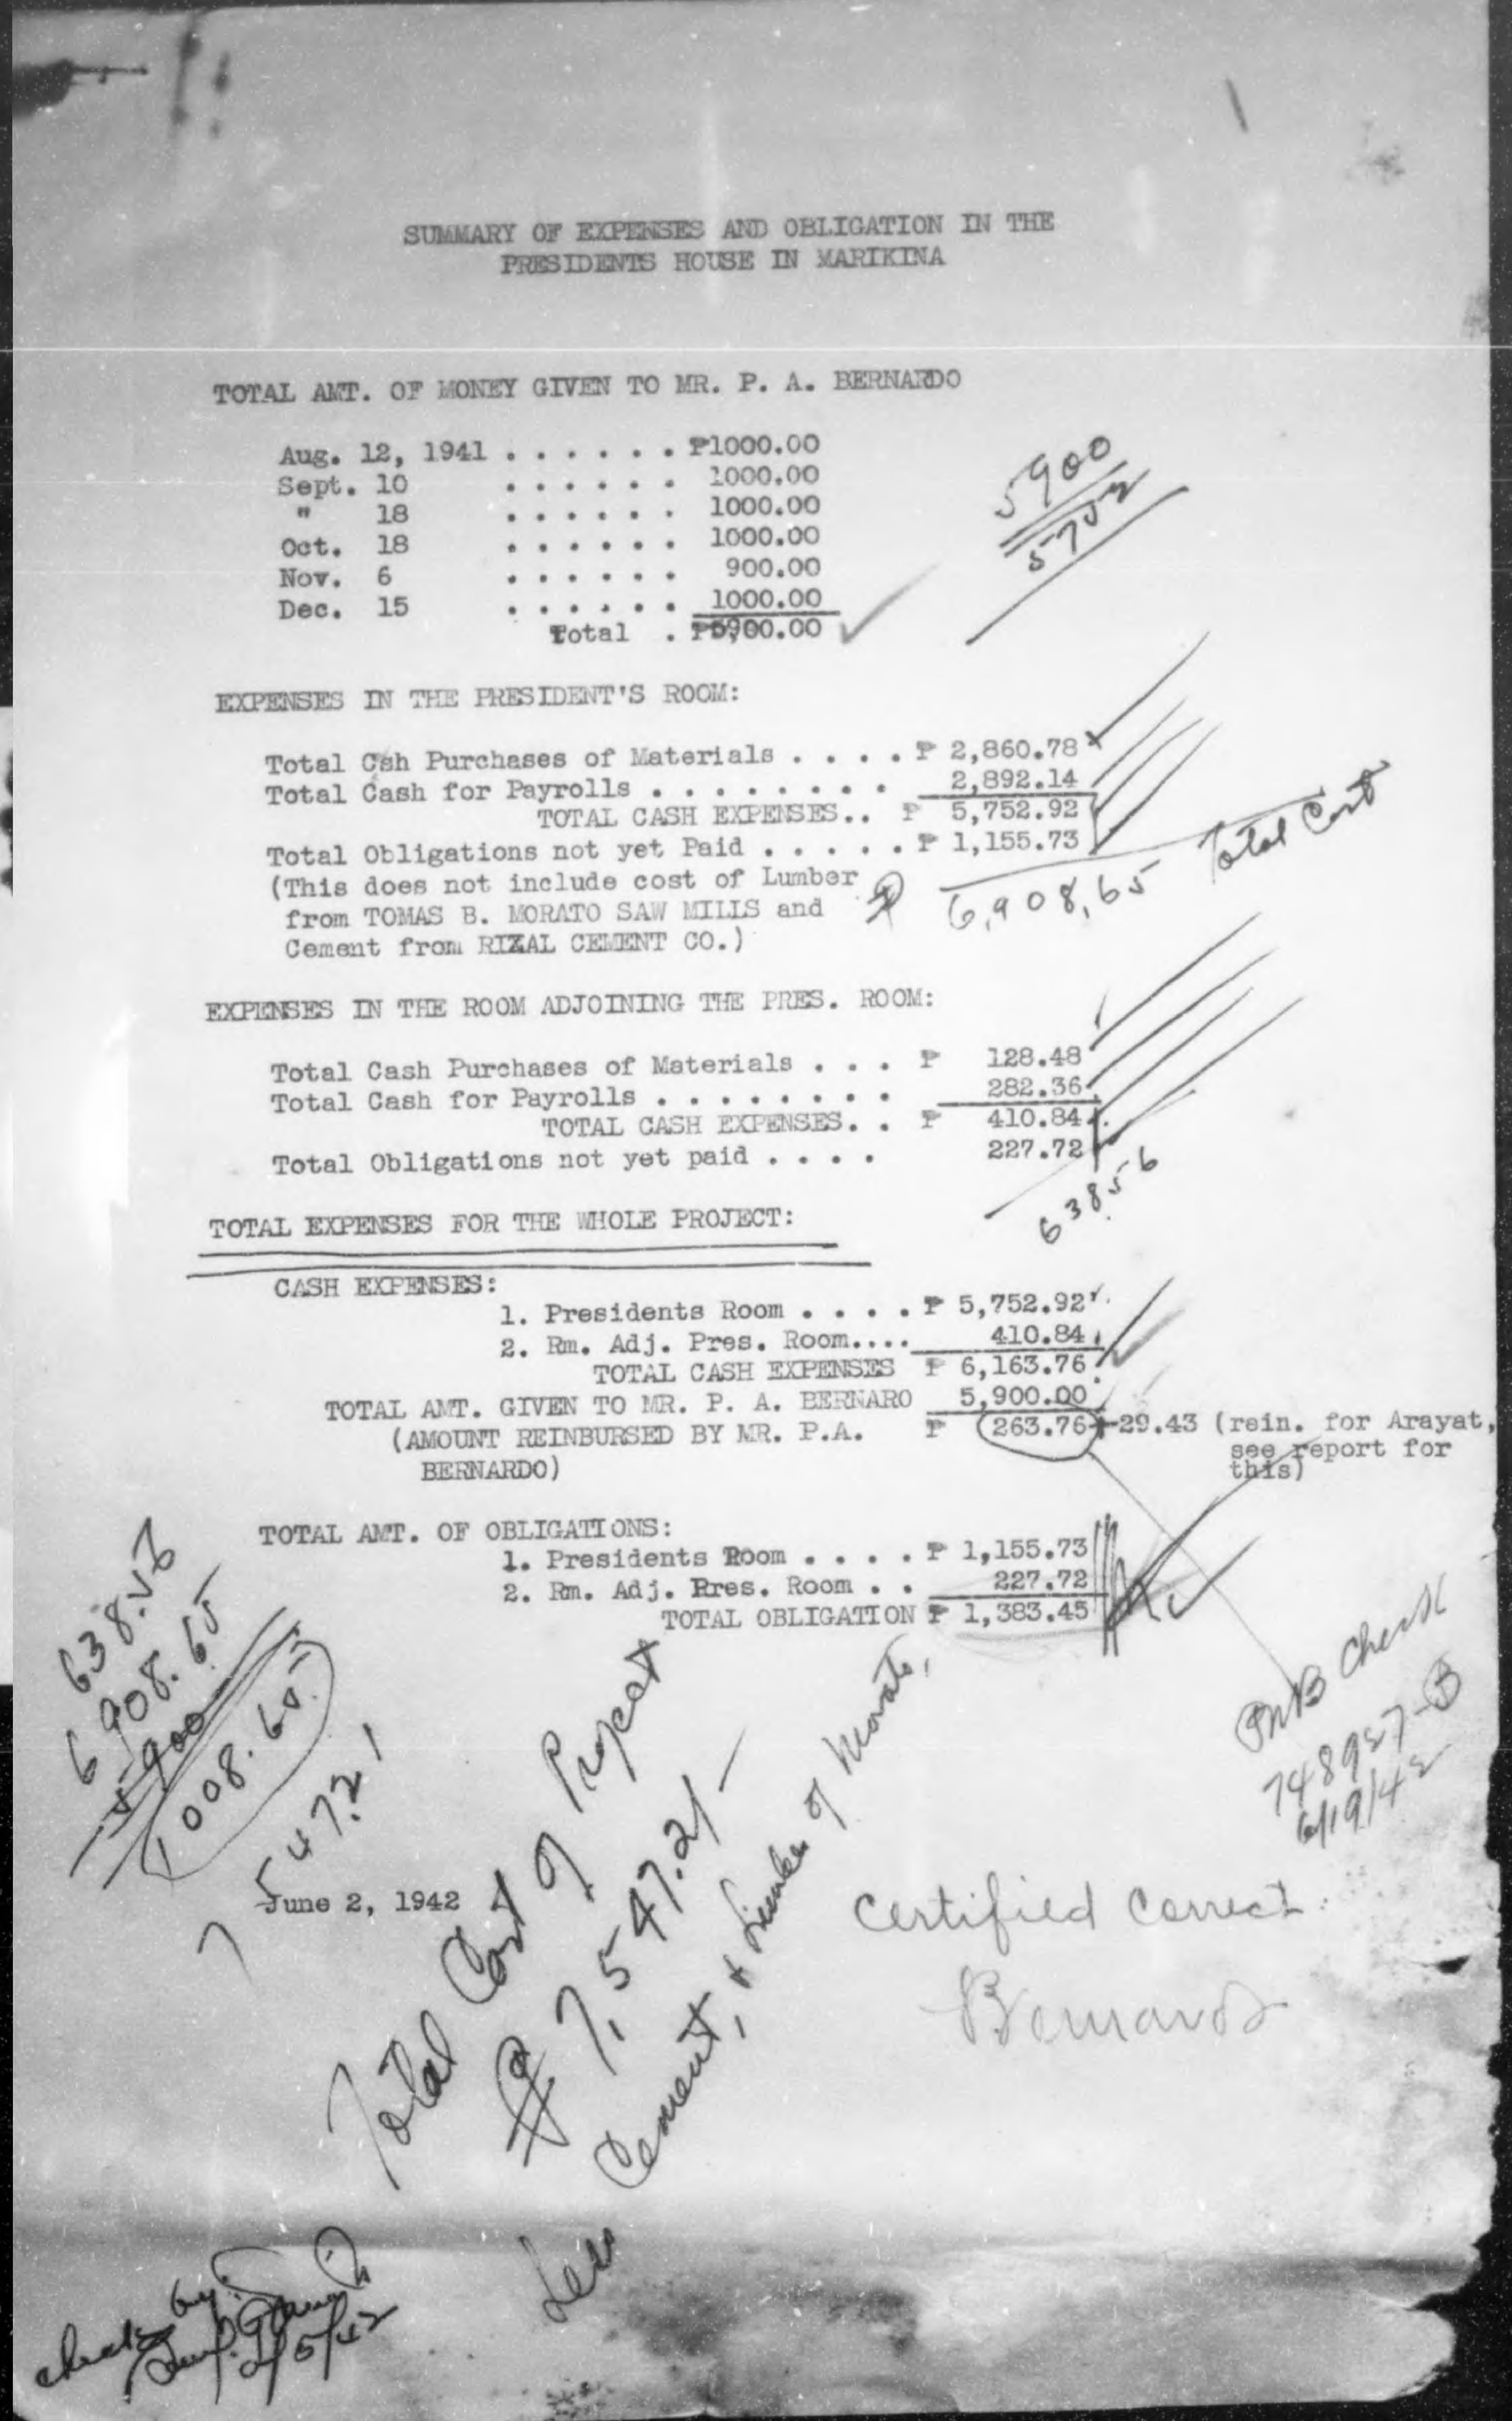 SUMMARY OF EXPENSES AND OBLIGATION IN THE
PRESIDENTS HOUSE IN MARIKINA
TOTAL AMT. OF MONEY GIVEN TO MR. P. A. BERNARDO
Aug. 12, 1941 . . . . . . ₱1000.00
Sept. 10 . . . . . . 1000.00
" 18 . . . . . . 1000.00
Oct. 18 . . . . . . 1000.00
Nov. 6 . . . . . . 900.00
Dec. 15 . . . . . . 1000.00
Total . ₱5900.00
5900
5752
EXPENSES IN THE PRESIDENT'S ROOM:
Total Csh Purchases of Materials . . . . ₱ 2,860.78
Total Cash for Payrolls . . . . . . . . 2,892.14
TOTAL CASH EXPENSES.. ₱ 5,752.92
Total Obligations not yet Paid . . . . . ₱ 1,155.73
(This does not include cost of Lumber
from TOMAS B. MORATO SAW MILLS and
Cement from RIZAL CEMENT CO.)
6,908,65 Total Cost
EXPENSES IN THE ROOM ADJOINING THE PRES. ROOM:
Total Cash Purchases of Materials . . . ₱ 128.48
Total Cash for Payrolls . . . . . . . . 282.36
TOTAL CASH EXPENSES. . ₱ 410.84
Total Obligations not yet paid . . . . 227.72
638.56
TOTAL EXPENSES FOR THE WHOLE PROJECT:
CASH EXPENSES:
1. Presidents Room . . . . ₱ 5,752.92
2. Rm. Adj. Pres. Room.... 410.84
TOTAL CASH EXPENSES ₱ 6,163.76
TOTAL AMT. GIVEN TO MR. P. A. BERNARO 5,900.00
(AMOUNT REINBURSED BY MR. P.A. ₱ 263.76+29.43 (rein. for Arayat,
BERNARDO) see report for
this)
TOTAL AMT. OF OBLIGATIONS:
1. Presidents Room . . . . ₱ 1,155.73
2. Rm. Adj. Pres. Room . . 227.72
TOTAL OBLIGATION ₱ 1,383.45
638.56
6908.65
5900
1008.65
7547.21
PNB Check
748927-B
6/19/42
June 2, 1942
Total Cost of Project
₱ 7,547.21
Less Cement, & Lumber of Morato,
Certified Correct:
Bernardo
Checked by: